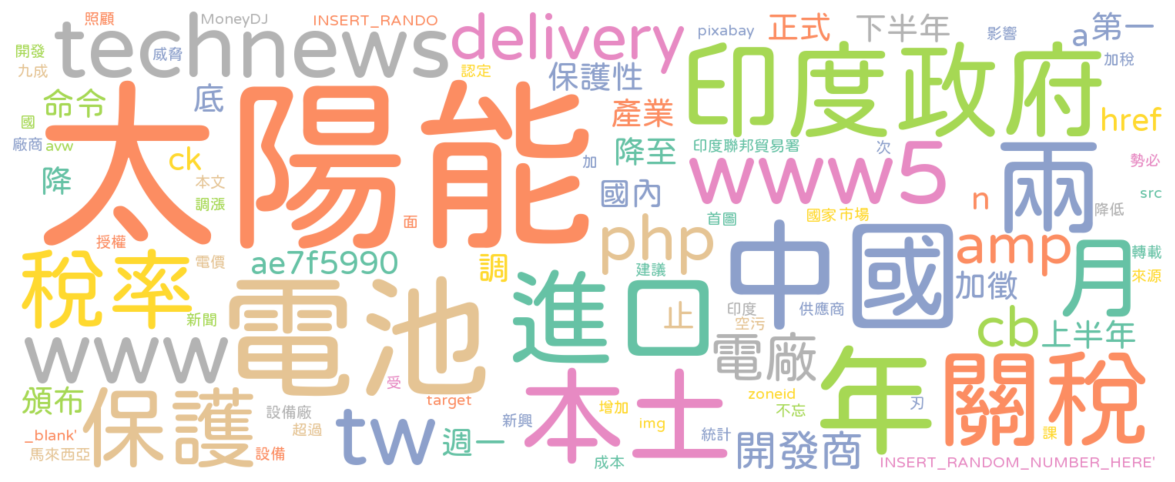 照顧 MoneyDJ INSERT_RANDO
technews delivery pixabay 正式 下半年 影響 a 第一
開發 威脅 九成 認定 保護性 印度政府 加稅
命令 底 產業 href
國 太陽能
廠商 avw ck 降至 印度聯邦貿易署 次 兩 勢必
降 本文 加 www5 src
調漲 國內 n 降低
授權 面 首圖 國家 市場
稅率 電價 ae7f5990 調 php 中國 amp 月 轉載
建議 加徵 來源
新聞 電池 進口 止 印度 供應商 cb 上半年
www 空污 電廠
頒布 保護 受 target 本土 zoneid 年 關稅
設備廠 新興 增加 不忘 刃
_blank' 超過 tw 週一 img 統計 開發商 課
馬來西亞 設備 成本 INSERT_RANDOM_NUMBER_HERE'